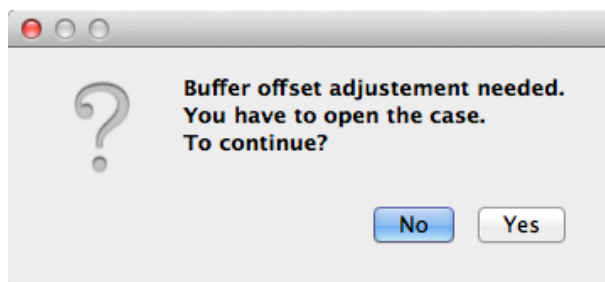 Buffer offset adjustement needed.
You have to open the case.
To continue?
No Yes